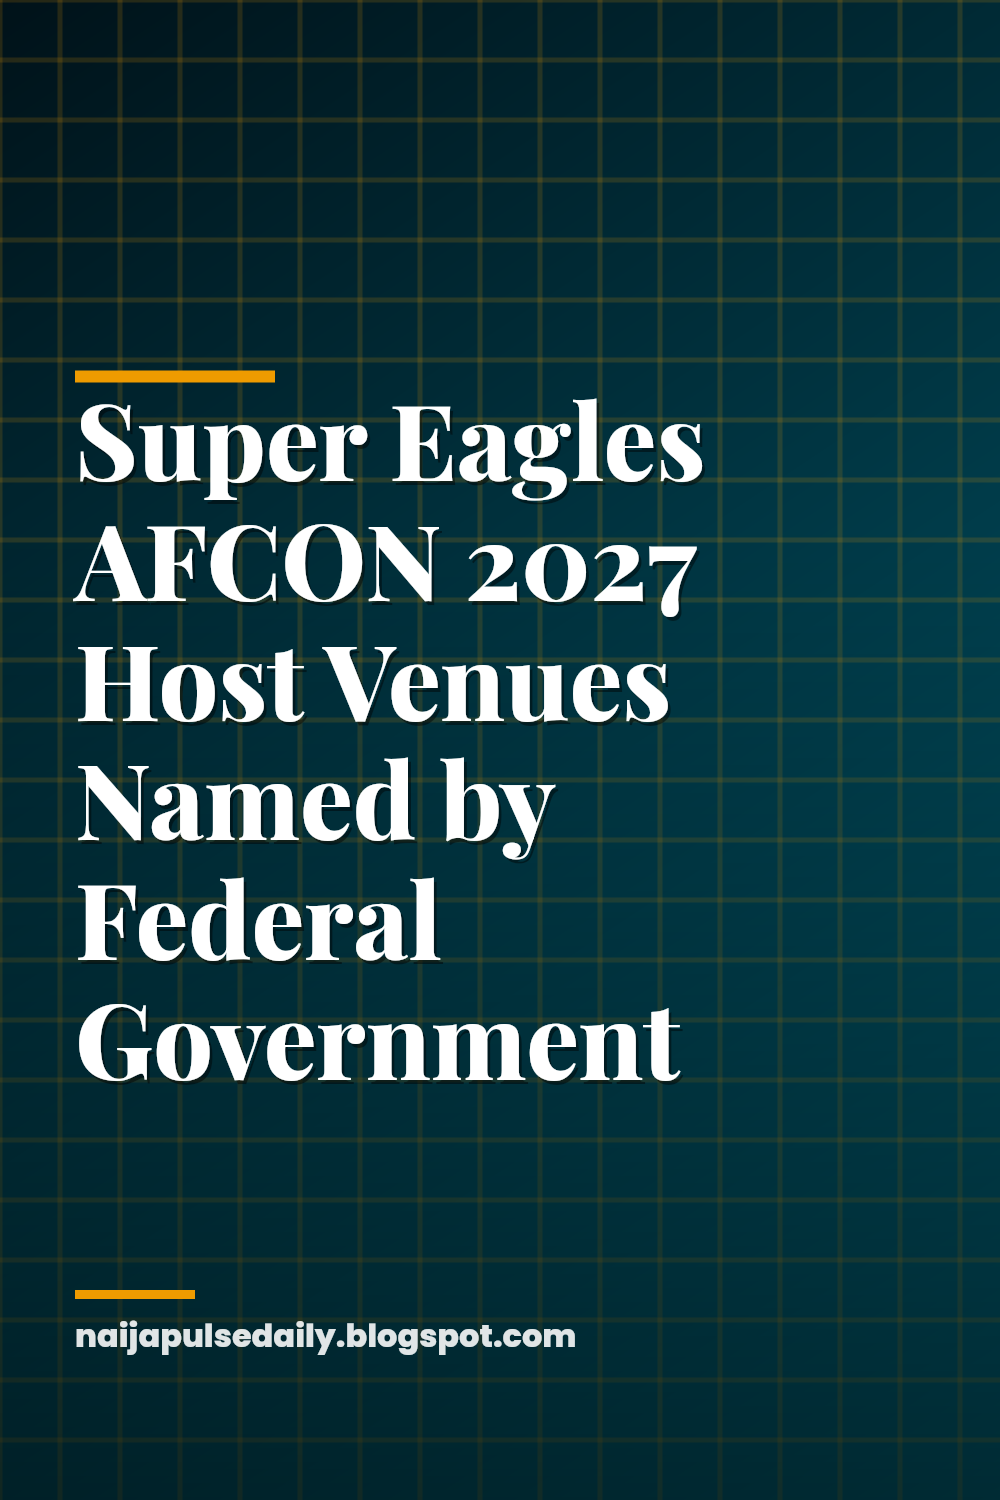 Super Eagles
AFCON 2027
Host Venues
Named by
Federal
Government
naijapulsedaily.blogspot.com